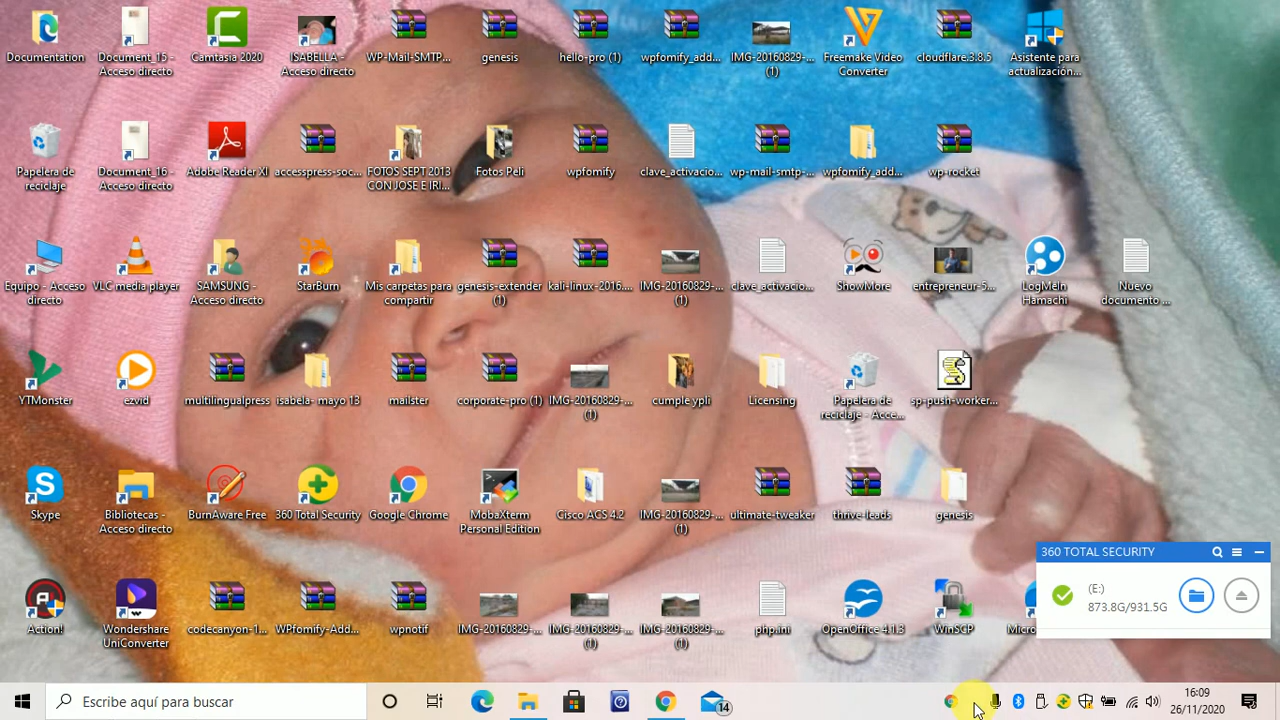 Documentation
Document_15 -
Acceso directo
Camtasia 2020
ISABELLA -
Acceso directo
WP-Mail-SMTP...
genesis
hello-pro (1)
wpfomify_add...
IMG-20160829-...
(1)
Freemake Video
Converter
cloudflare.3.8.5
Asistente para
actualización...
Papelera de
reciclaje
Document_16 -
Acceso directo
Adobe Reader XI
accesspress-soc...
FOTOS SEPT 2013
CON JOSE E IRI...
Fotos Peli
wpfomify
clave_activacio...
wp-mail-smtp-...
wpfomify_add...
wp-rocket
Equipo - Acceso
directo
VLC media player
SAMSUNG -
Acceso directo
StarBurn
Mis carpetas para
compartir
genesis-extender
(1)
kali-linux-2016....
IMG-20160829-...
(1)
clave_activacio...
ShowMore
entrepreneur-5...
LogMeIn
Hamachi
Nuevo
documento ...
YTMonster
ezvid
multilingualpress
isabela- mayo 13
mailster
corporate-pro (1)
IMG-20160829-...
(1)
cumple ypli
Licensing
Papelera de
reciclaje - Acce...
sp-push-worker...
Skype
Bibliotecas -
Acceso directo
BurnAware Free
360 Total Security
Google Chrome
MobaXterm
Personal Edition
Cisco ACS 4.2
IMG-20160829-...
(1)
ultimate-tweaker
thrive-leads
genesis
360 TOTAL SECURITY
(E:)
873.8G/931.5G
Action!
Wondershare
UniConverter
codecanyon-1...
WPfomify-Add...
wpnotif
IMG-20160829-...
IMG-20160829-...
(1)
IMG-20160829-...
(1)
php.ini
OpenOffice 4.1.3
WinSCP
Micro
Escribe aquí para buscar
14
16:09
26/11/2020